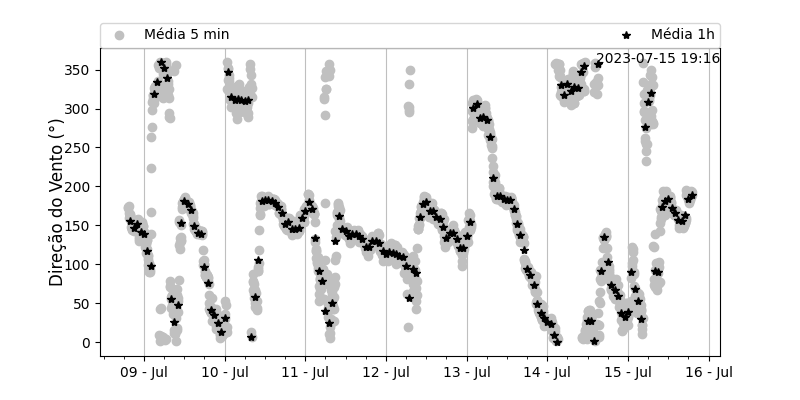 Média 5 min
Média 1h
2023-07-15 19:16
Direção do Vento (°)
350
300
250
200
150
100
50
0
09 - Jul
10 - Jul
11 - Jul
12 - Jul
13 - Jul
14 - Jul
15 - Jul
16 - Jul